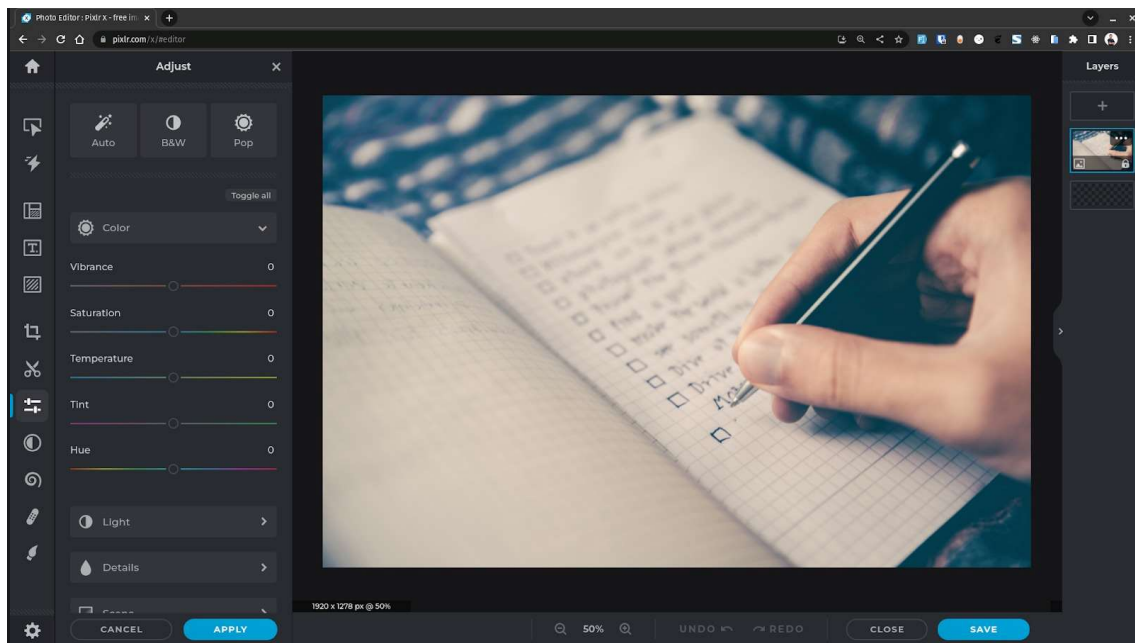 Photo Editor : Pixlr X - free im
pixlr.com/x/#editor
Adjust
Layers
Auto
B&W
Pop
Toggle all
Color
Vibrance 0
Saturation 0
Temperature 0
Tint 0
Hue 0
Light
Details
1920 x 1278 px @ 50%
CANCEL
APPLY
50%
UNDO
REDO
CLOSE
SAVE